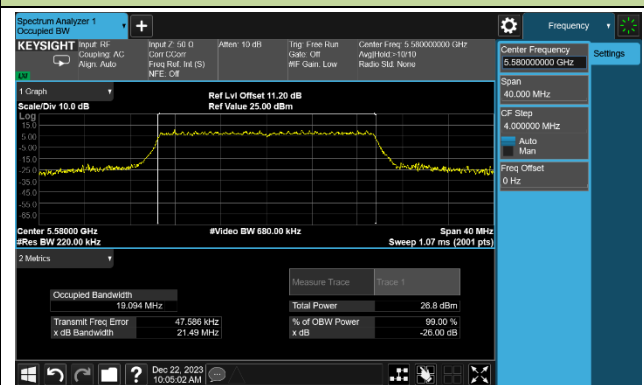 Spectrum Analyzer 1
Occupied BW
+
Frequency
KEYSIGHT
Input: RF
Coupling: AC
Align: Auto
Input Z: 50 Ω
Corr CCorr
Freq Ref: Int (S)
NFE: Off
Atten: 10 dB
Trig: Free Run
Gate: Off
#IF Gain: Low
Center Freq: 5.580000000 GHz
Avg|Hold:>10/10
Radio Std: None
LXI
Center Frequency
5.580000000 GHz
Settings
Span
40.000 MHz
CF Step
4.000000 MHz
Auto
Man
Freq Offset
0 Hz
1 Graph
Scale/Div 10.0 dB
Ref Lvl Offset 11.20 dB
Ref Value 25.00 dBm
Log
15.0
5.00
-5.00
-15.0
-25.0
-35.0
-45.0
-55.0
-65.0
Center 5.58000 GHz
#Res BW 220.00 kHz
#Video BW 680.00 kHz
Span 40 MHz
Sweep 1.07 ms (2001 pts)
2 Metrics
Measure Trace
Trace 1
Occupied Bandwidth
19.094 MHz
Total Power
26.8 dBm
Transmit Freq Error
47.586 kHz
% of OBW Power
99.00 %
x dB Bandwidth
21.49 MHz
x dB
-26.00 dB
?
Dec 22, 2023
10:05:02 AM